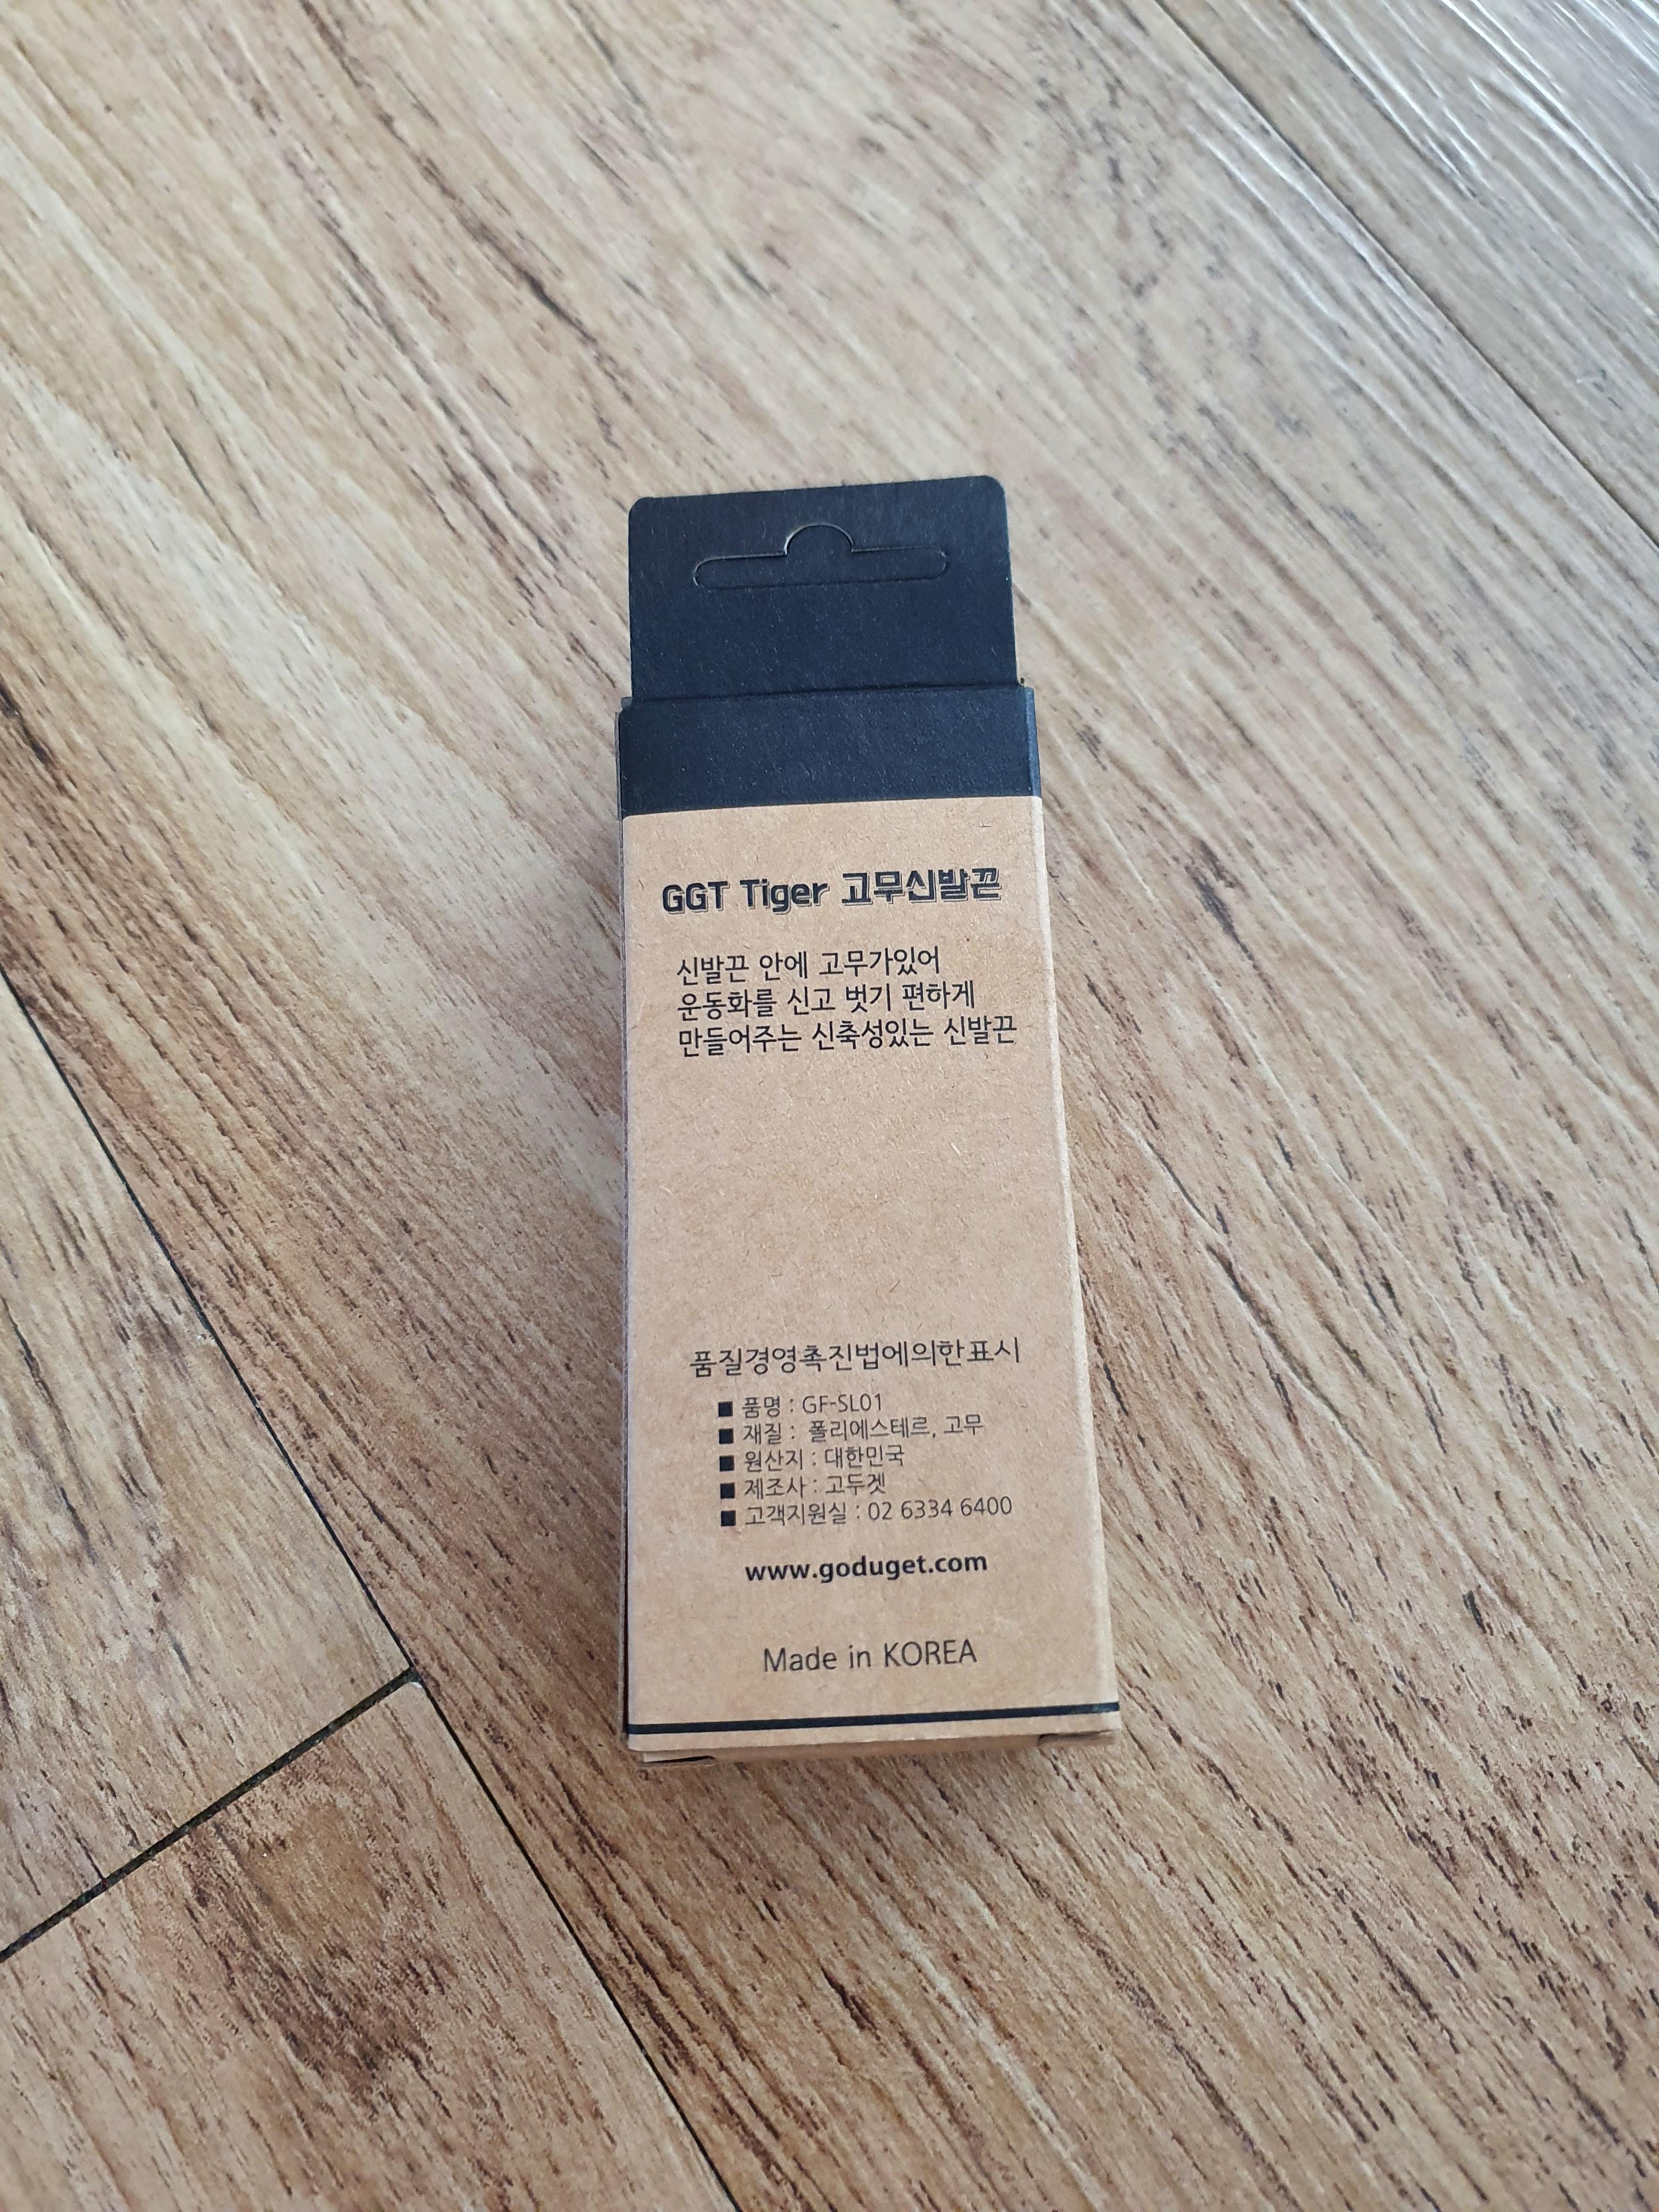 GGT Tiger 고무신발끈
신발끈 안에 고무가있어
운동화를 신고 벗기 편하게
만들어주는 신축성있는 신발끈
품질경영촉진법에의한표시
■ 품명 : GF-SL01
■ 재질 : 폴리에스테르, 고무
■ 원산지 : 대한민국
■ 제조사 : 고두겟
■ 고객지원실 : 02 6334 6400
www.goduget.com
Made in KOREA